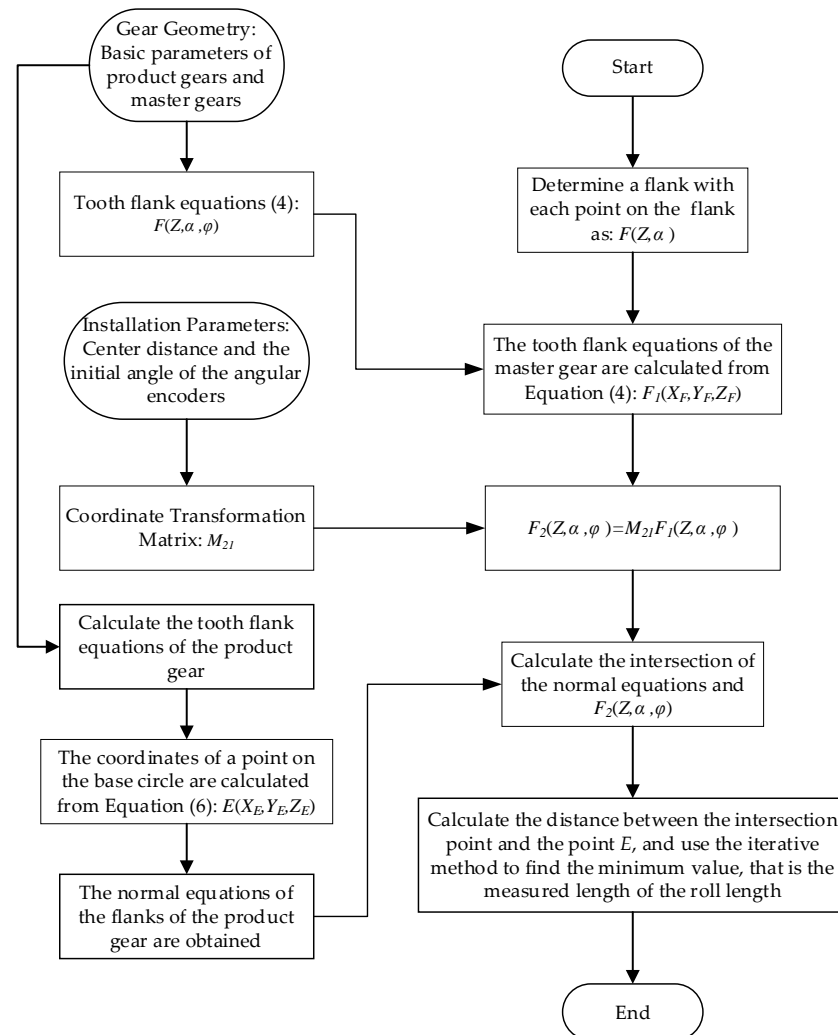 Gear Geometry:
Basic parameters of
product gears and
master gears
Tooth flank equations (4):
F(Z,α,φ)
Installation Parameters:
Center distance and the
initial angle of the angular
encoders
Coordinate Transformation
Matrix: M21
Calculate the tooth flank
equations of the product
gear
The coordinates of a point on
the base circle are calculated
from Equation (6): E(XE,YE,ZE)
The normal equations of
the flanks of the product
gear are obtained
Start
Determine a flank with
each point on the flank
as: F(Z,α)
The tooth flank equations of the
master gear are calculated from
Equation (4): F1(XF,YF,ZF)
F2(Z,α,φ)=M21F1(Z,α,φ)
Calculate the intersection of
the normal equations and
F2(Z,α,φ)
Calculate the distance between the intersection
point and the point E, and use the iterative
method to find the minimum value, that is the
measured length of the roll length
End